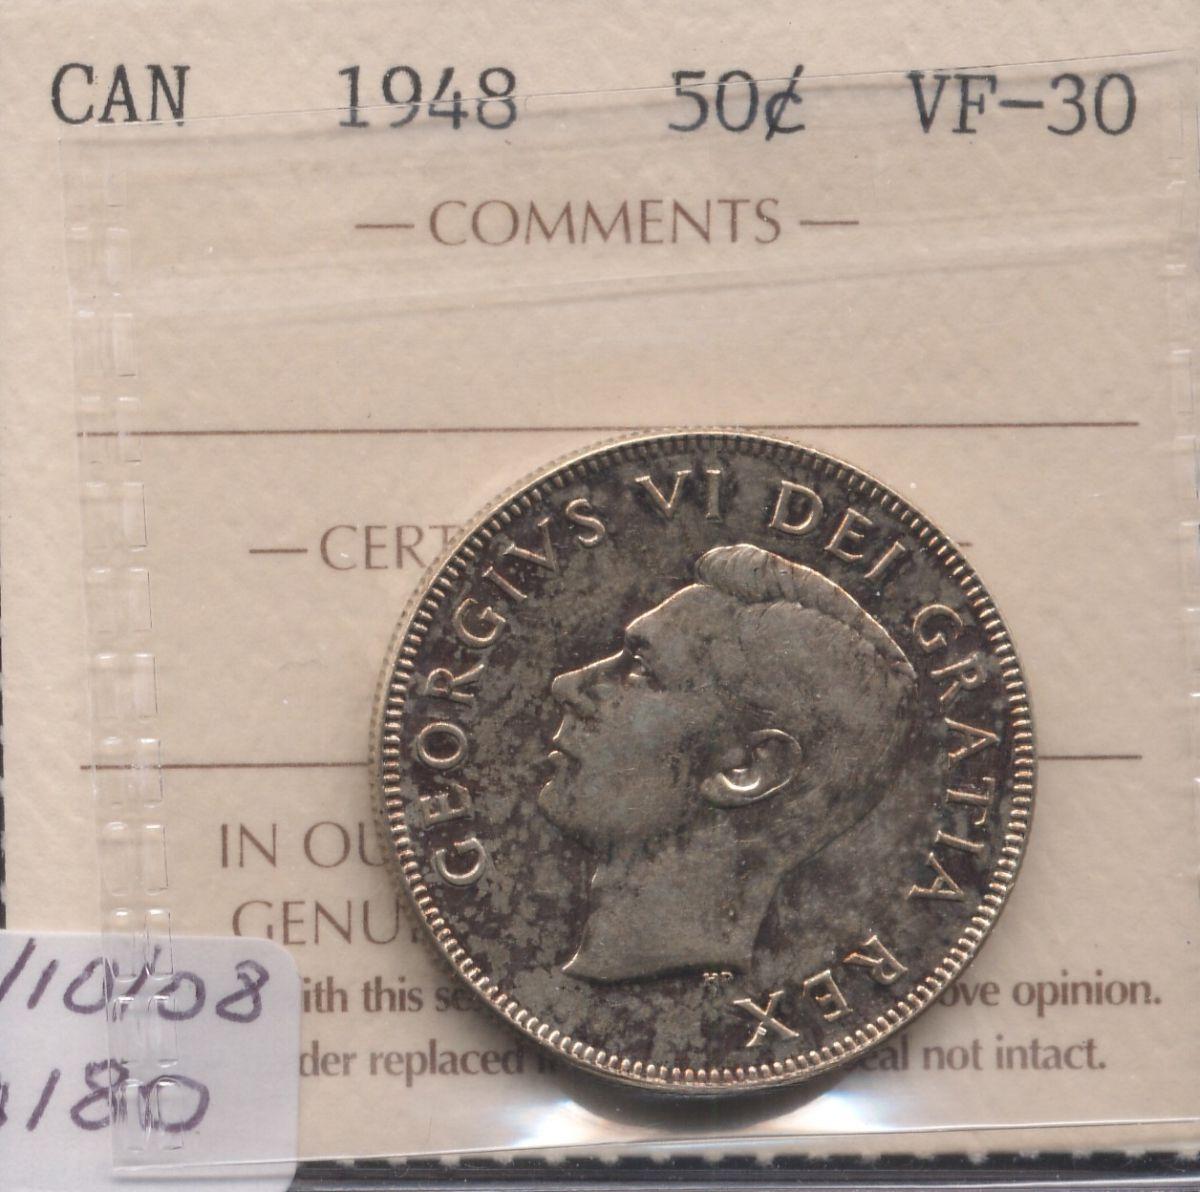 CAN 1948 50¢ VF-30
— COMMENTS —
— CERT
GEORGIVS VI DEI GRATIA REX
HP
IN OU
GENU
/10/08
ith this se ove opinion.
der replaced eal not intact.
180